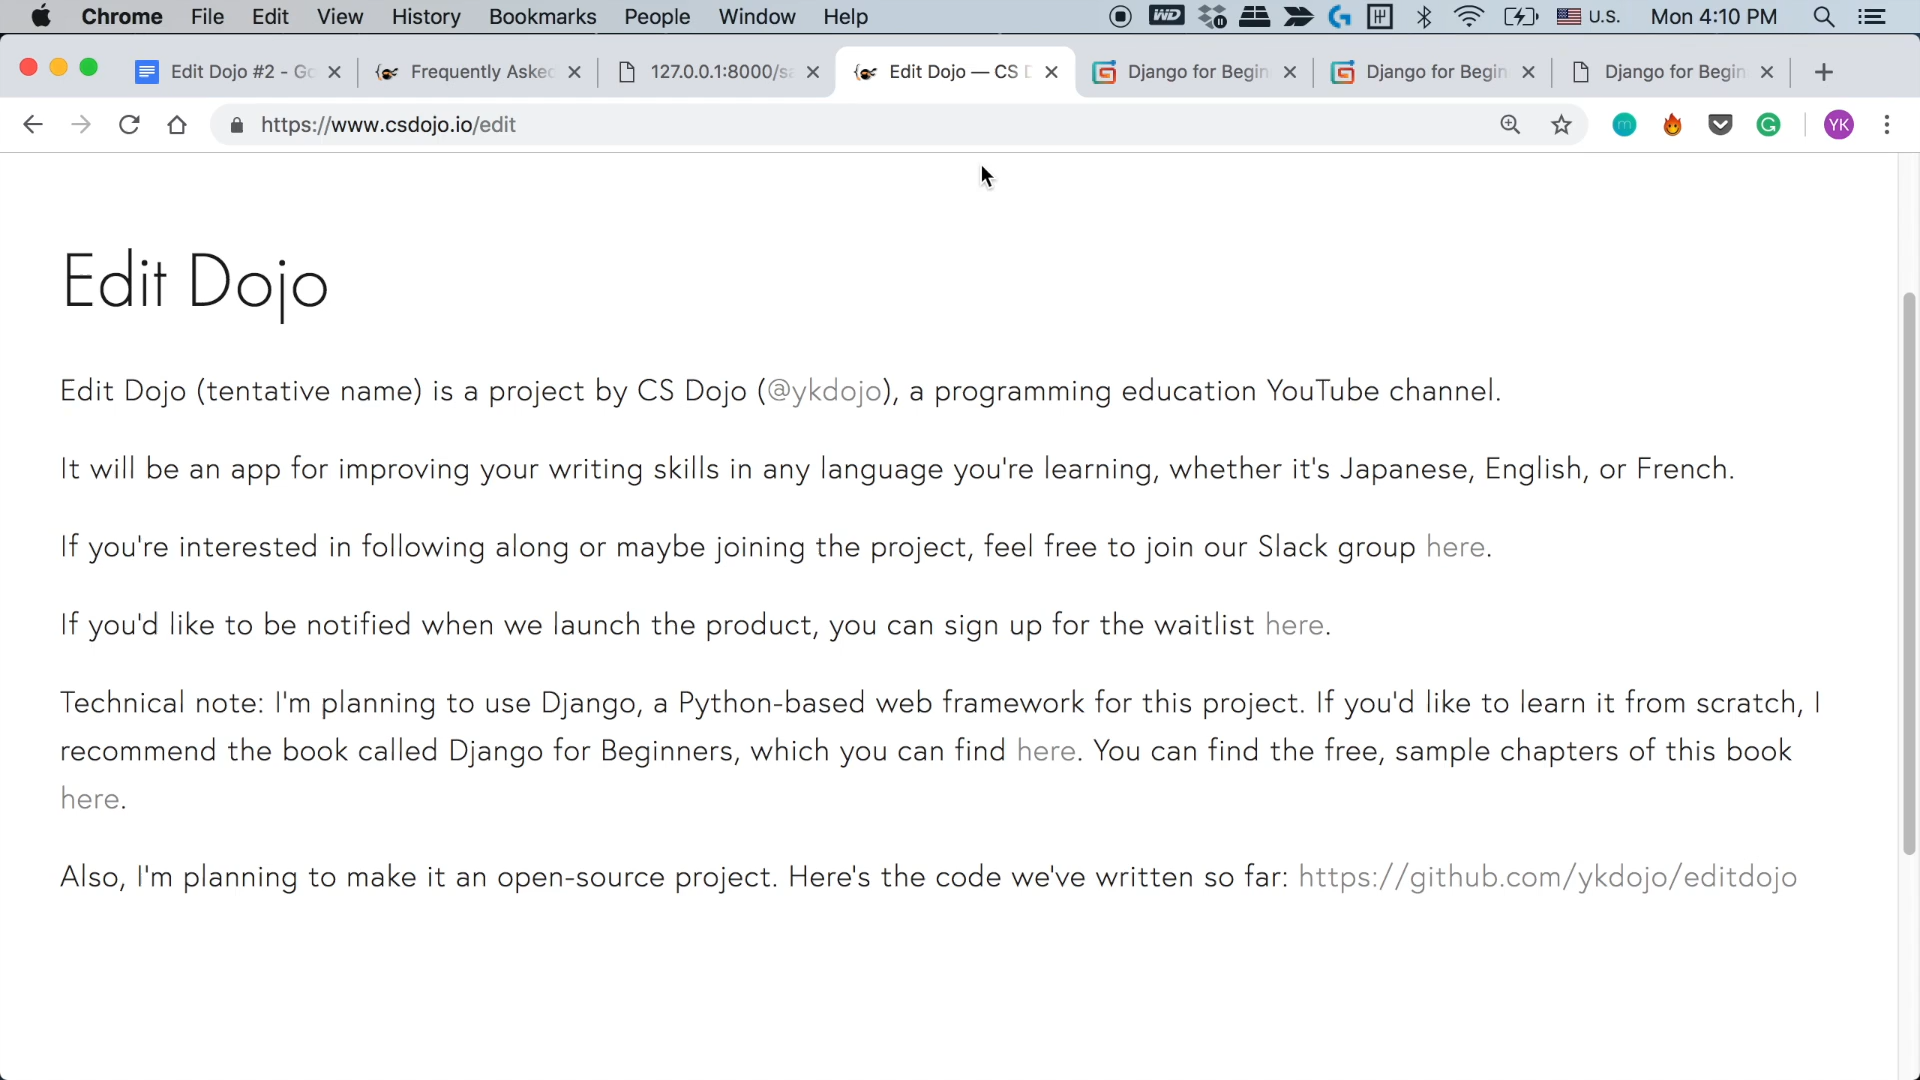 Chrome File Edit View History Bookmarks People Window Help WD U.S. Mon 4:10 PM
Edit Dojo #2 - Go Frequently Asked 127.0.0.1:8000/sa Edit Dojo — CS D Django for Begin Django for Begin Django for Begin
https://www.csdojo.io/edit YK
Edit Dojo
Edit Dojo (tentative name) is a project by CS Dojo (@ykdojo), a programming education YouTube channel.
It will be an app for improving your writing skills in any language you're learning, whether it's Japanese, English, or French.
If you're interested in following along or maybe joining the project, feel free to join our Slack group here.
If you'd like to be notified when we launch the product, you can sign up for the waitlist here.
Technical note: I'm planning to use Django, a Python-based web framework for this project. If you'd like to learn it from scratch, I
recommend the book called Django for Beginners, which you can find here. You can find the free, sample chapters of this book
here.
Also, I'm planning to make it an open-source project. Here's the code we've written so far: https://github.com/ykdojo/editdojo